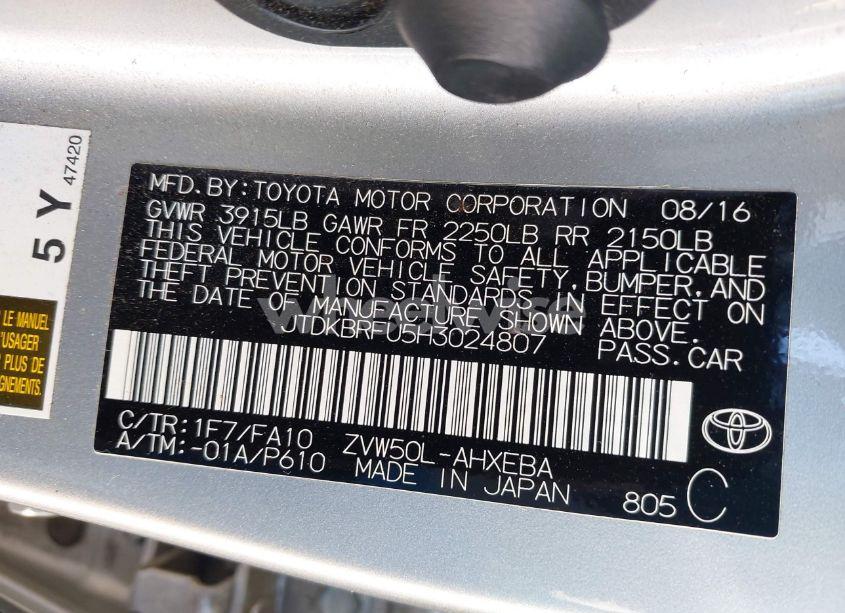 MFD.BY:TOYOTA MOTOR CORPORATION 08/16
GVWR 3915LB GAWR FR 2250LB RR 2150LB
THIS VEHICLE CONFORMS TO ALL APPLICABLE
FEDERAL MOTOR VEHICLE SAFETY,BUMPER,AND
THEFT PREVENTION STANDARDS IN EFFECT ON
THE DATE OF MANUFACTURE SHOWN ABOVE.
JTDKBRFU5H3024807 PASS.CAR
C/TR:1F7/FA10 ZVW50L-AHXEBA
A/TM:-01A/P610 MADE IN JAPAN 805 C
5 Y
47420
LE MANUEL
USAGER
PLUS DE
GNEMENTS.